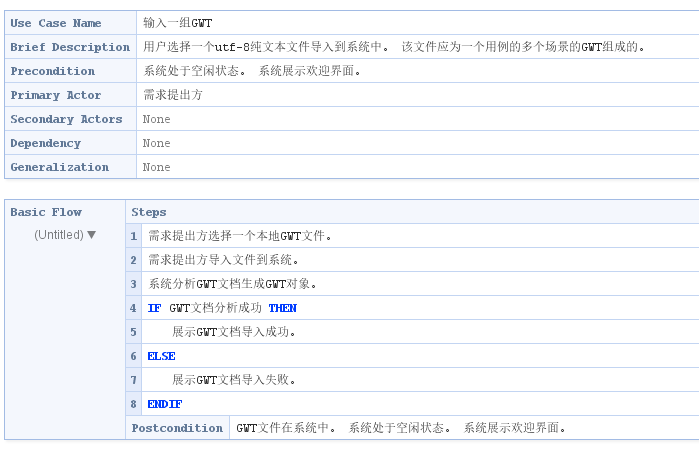 Use Case Name 输入一组GWT
Brief Description 用户选择一个utf-8纯文本文件导入到系统中。 该文件应为一个用例的多个场景的GWT组成的。
Precondition 系统处于空闲状态。 系统展示欢迎界面。
Primary Actor 需求提出方
Secondary Actors None
Dependency None
Generalization None
Basic Flow Steps
(Untitled) ▼
1 需求提出方选择一个本地GWT文件。
2 需求提出方导入文件到系统。
3 系统分析GWT文档生成GWT对象。
4 IF GWT文档分析成功 THEN
5 展示GWT文档导入成功。
6 ELSE
7 展示GWT文档导入失败。
8 ENDIF
Postcondition GWT文件在系统中。 系统处于空闲状态。 系统展示欢迎界面。